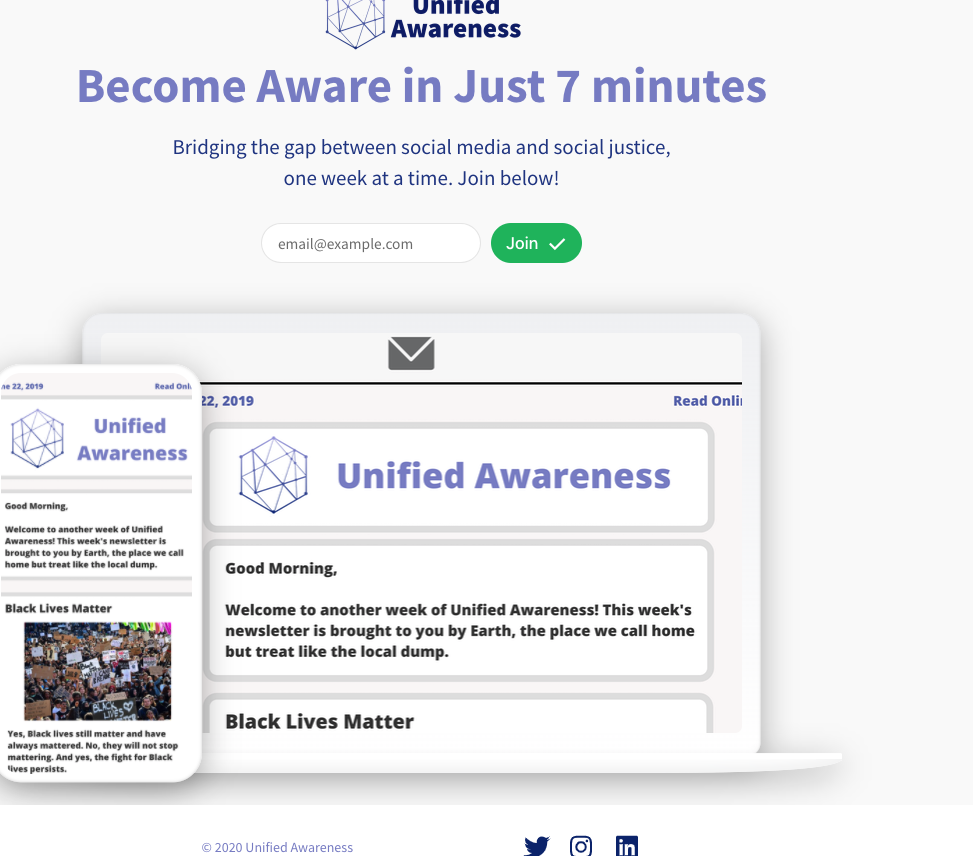 Unified
Awareness
Become Aware in Just 7 minutes
Bridging the gap between social media and social justice,
one week at a time. Join below!
email@example.com
Join
22, 2019
Read Onlin
Unified Awareness
Good Morning,
Welcome to another week of Unified Awareness! This week's
newsletter is brought to you by Earth, the place we call home
but treat like the local dump.
Black Lives Matter
ne 22, 2019
Read Onli
Unified
Awareness
Good Morning,
Welcome to another week of Unified
Awareness! This week's newsletter is
brought to you by Earth, the place we call
home but treat like the local dump.
Black Lives Matter
BLACK
LIVES
Yes, Black lives still matter and have
always mattered. No, they will not stop
mattering. And yes, the fight for Black
lives persists.
© 2020 Unified Awareness